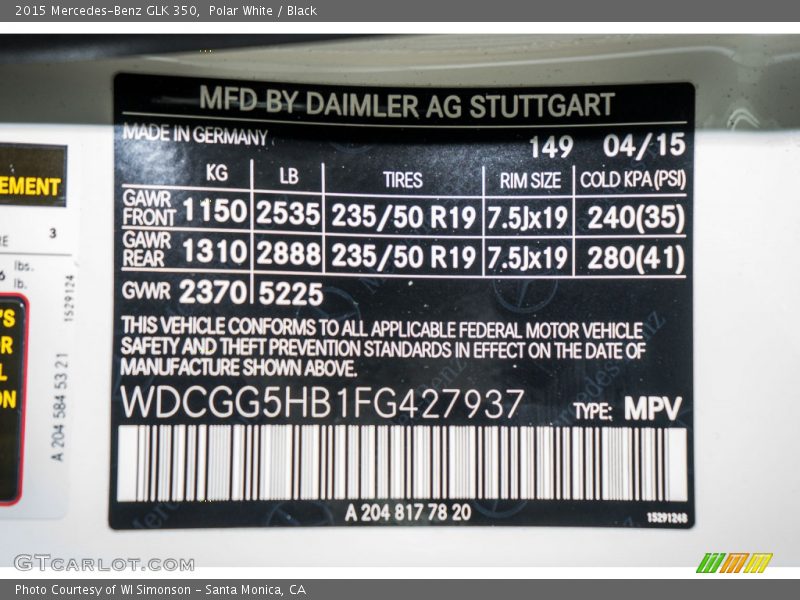 2015 Mercedes-Benz GLK 350,  Polar White / Black
MFD BY DAIMLER AG STUTTGART
MADE IN GERMANY
149 04/15
KG LB TIRES RIM SIZE COLD KPA(PSI)
GAWR FRONT 1150 2535 235/50 R19 7.5Jx19 240(35)
GAWR REAR 1310 2888 235/50 R19 7.5Jx19 280(41)
GWR 2370 5225
THIS VEHICLE CONFORMS TO ALL APPLICABLE FEDERAL MOTOR VEHICLE
SAFETY AND THEFT PREVENTION STANDARDS IN EFFECT ON THE DATE OF
MANUFACTURE SHOWN ABOVE.
WDCGG5HB1FG427937 TYPE: MPV
A 204 817 78 20
15291248
EMENT
3
lbs.
lb.
1529124
A 204 584 53 21
GTCARLOT.COM
Photo Courtesy of WI Simonson - Santa Monica, CA